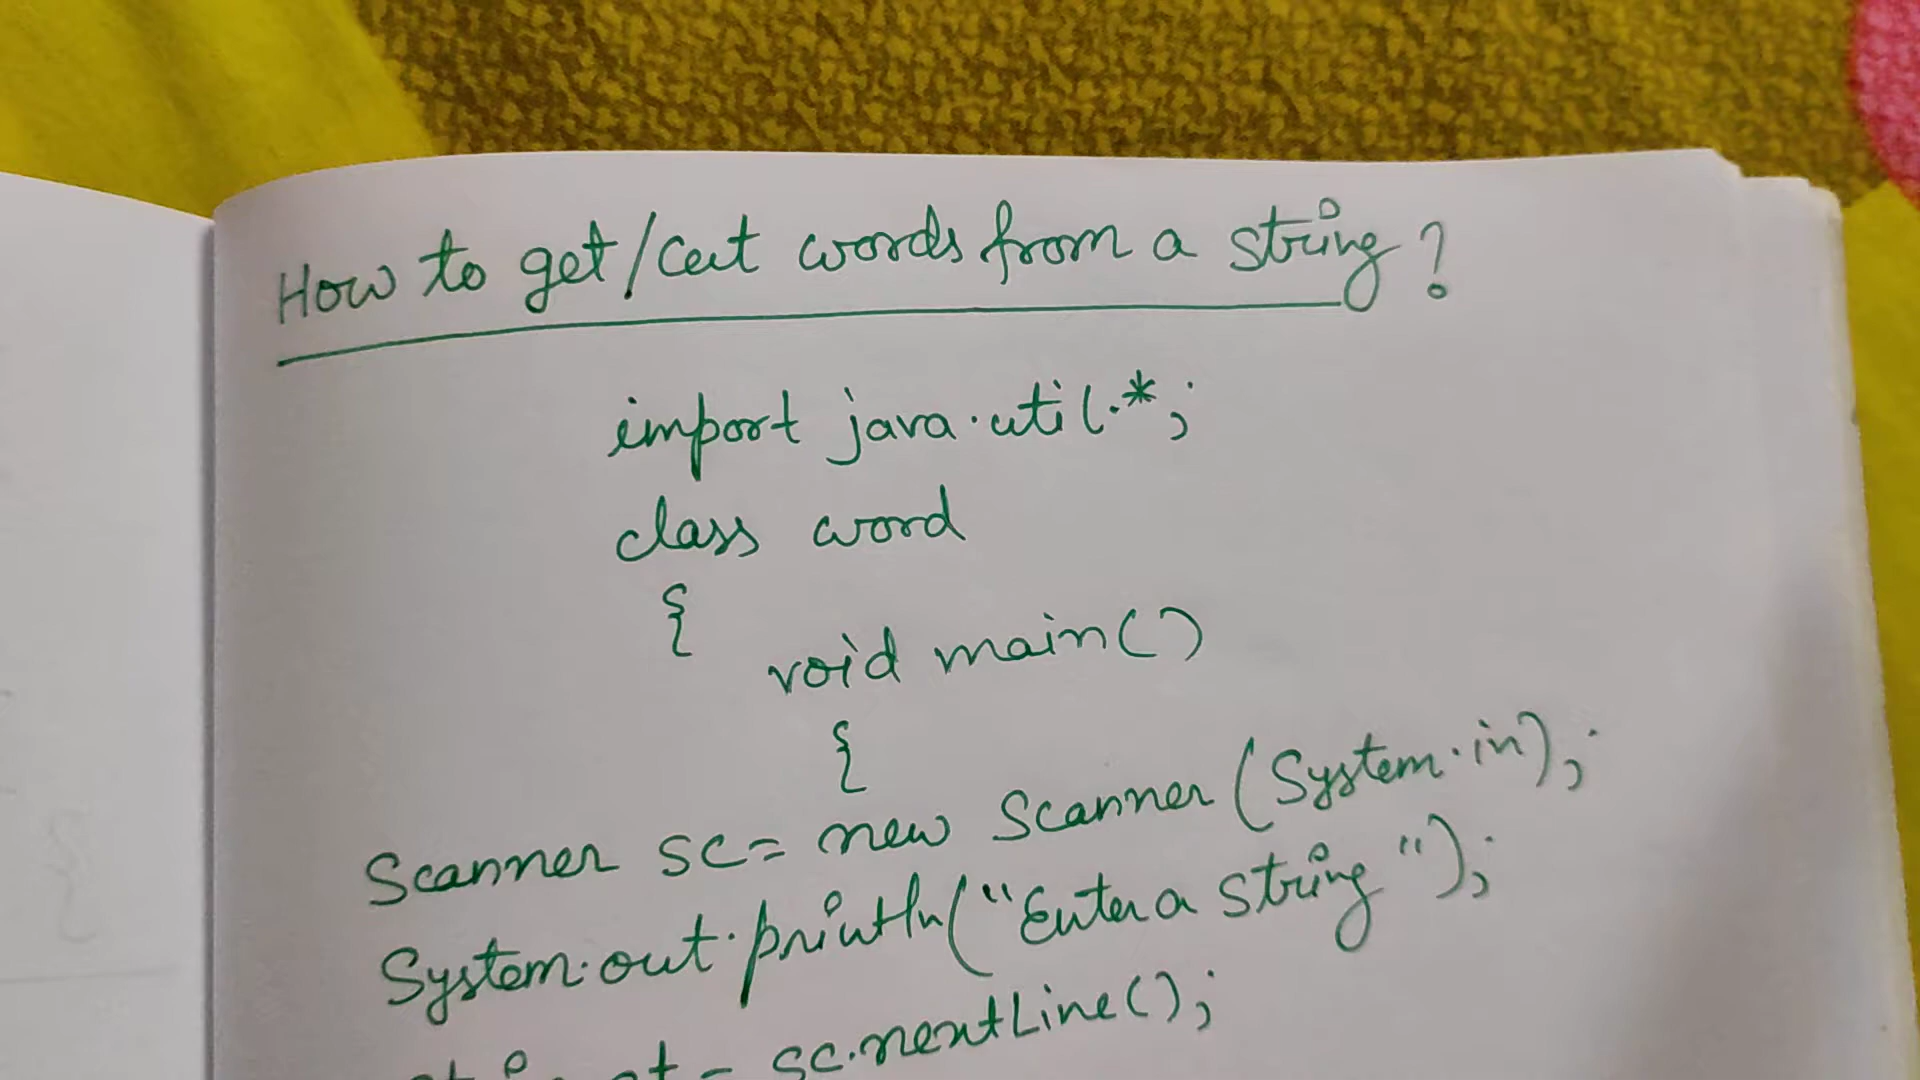 How to get/cut words from a string?
import java.util.*;
class word
{
void main()
{
Scanner sc= new Scanner (System.in);
System.out.println("Enter a string");
st = sc.nextLine();